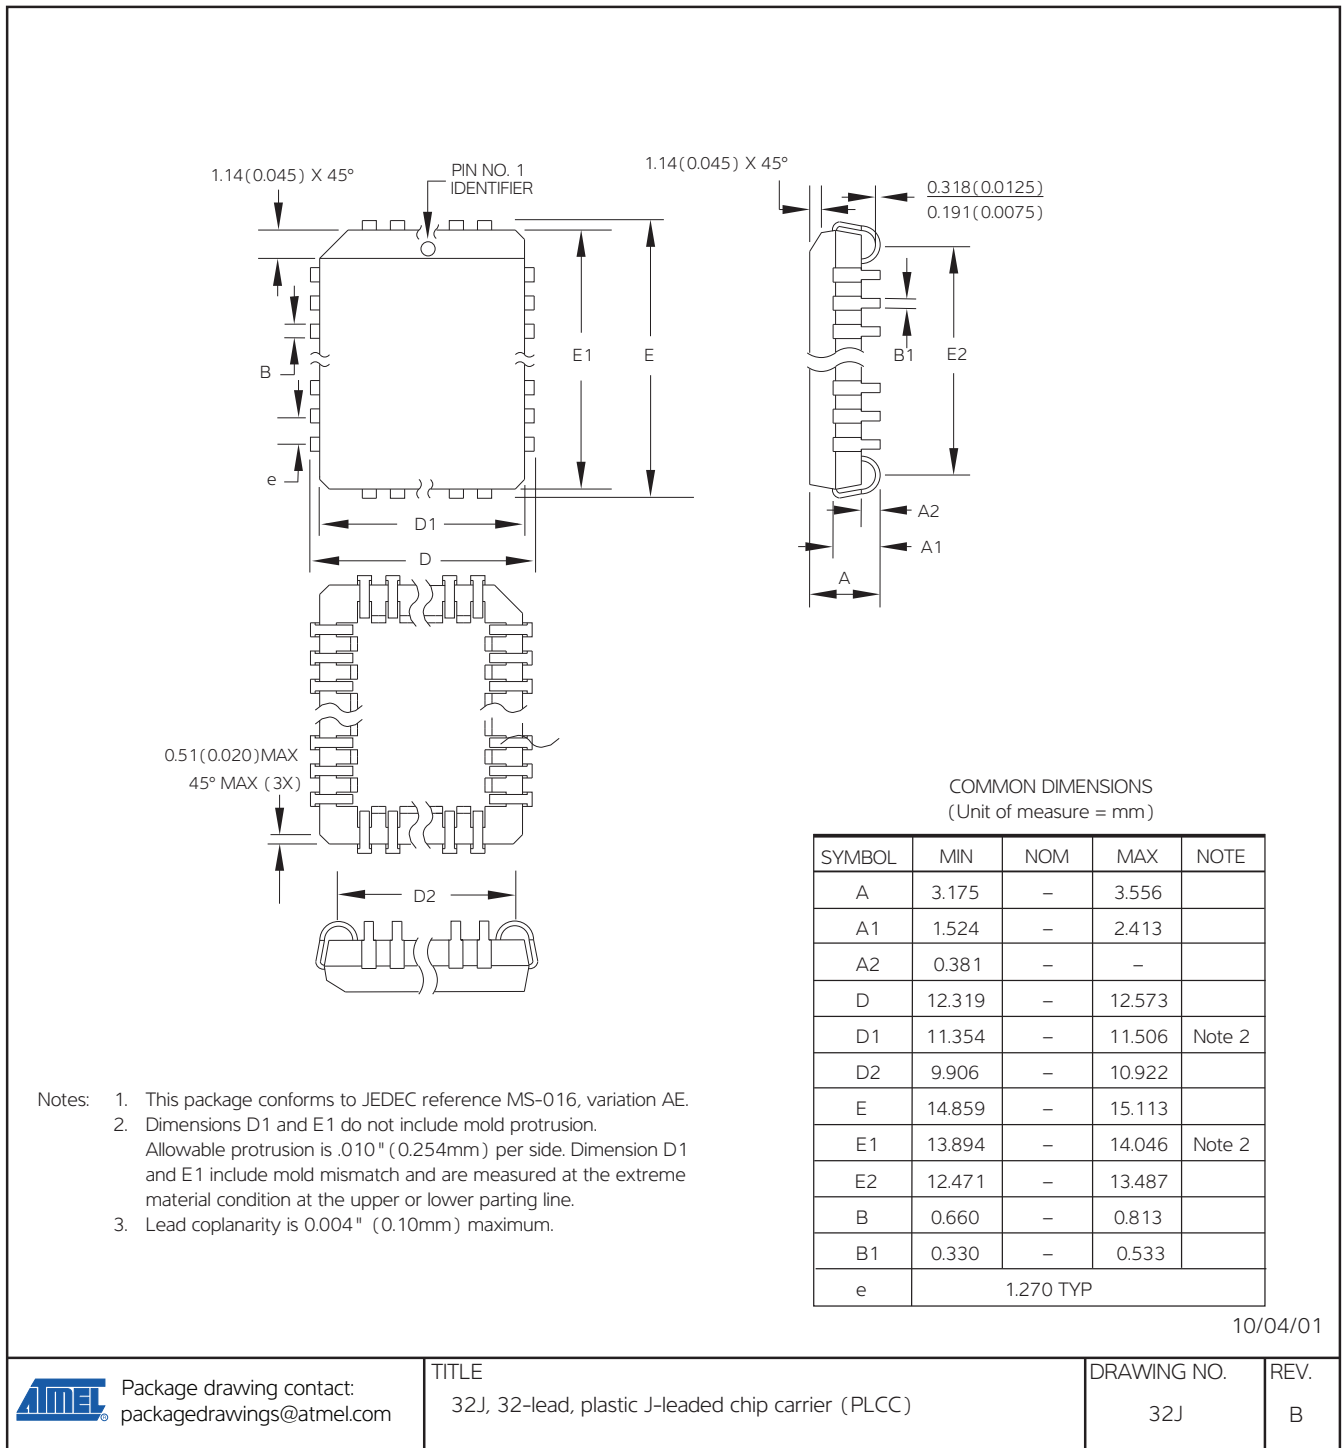 1.14(0.045) X 45°
PIN NO. 1
IDENTIFIER
1.14(0.045) X 45°
0.318(0.0125)
0.191(0.0075)
B
e
E1
E
B1
E2
D1
D
A2
A1
A
0.51(0.020)MAX
45° MAX (3X)
D2
COMMON DIMENSIONS
(Unit of measure = mm)
SYMBOL MIN NOM MAX NOTE
A 3.175 – 3.556
A1 1.524 – 2.413
A2 0.381 – –
D 12.319 – 12.573
D1 11.354 – 11.506 Note 2
D2 9.906 – 10.922
E 14.859 – 15.113
E1 13.894 – 14.046 Note 2
E2 12.471 – 13.487
B 0.660 – 0.813
B1 0.330 – 0.533
e 1.270 TYP
Notes: 1. This package conforms to JEDEC reference MS-016, variation AE.
2. Dimensions D1 and E1 do not include mold protrusion.
Allowable protrusion is .010"(0.254mm) per side. Dimension D1
and E1 include mold mismatch and are measured at the extreme
material condition at the upper or lower parting line.
3. Lead coplanarity is 0.004" (0.10mm) maximum.
10/04/01
ATMEL®
Package drawing contact:
packagedrawings@atmel.com
TITLE
32J, 32-lead, plastic J-leaded chip carrier (PLCC)
DRAWING NO.
32J
REV.
B